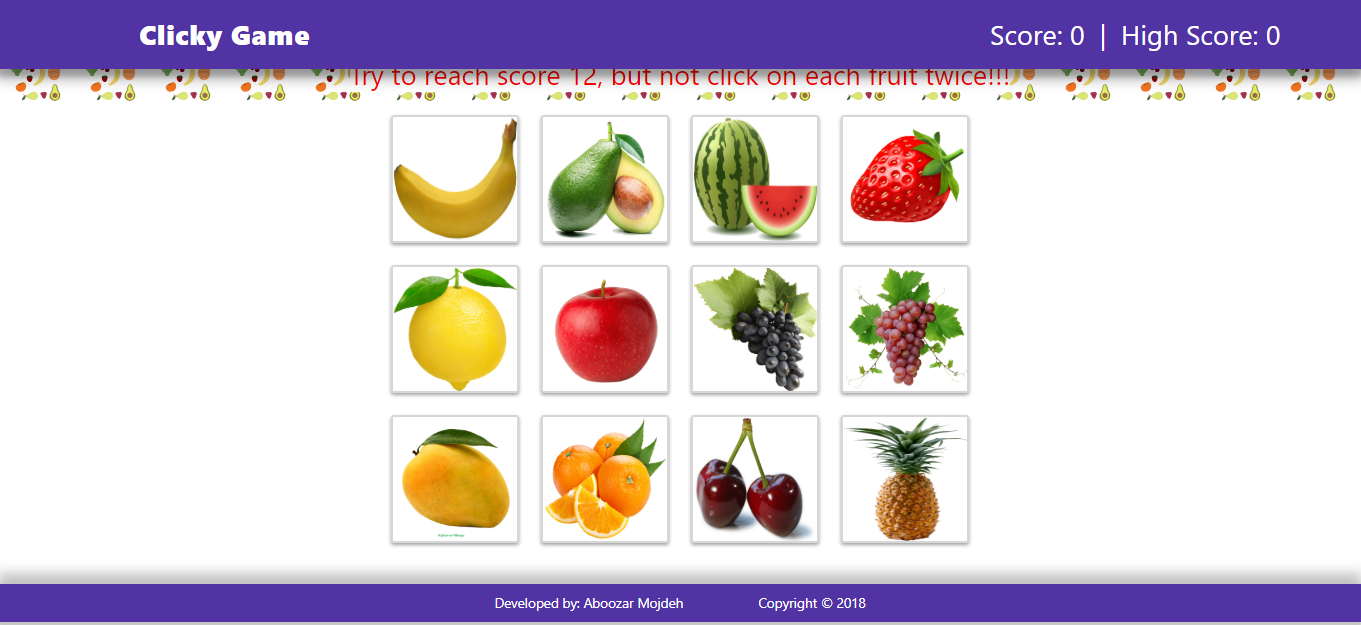 Clicky Game
Score: 0 | High Score: 0
Try to reach score 12, but not click on each fruit twice!!!
Developed by: Aboozar Mojdeh
Copyright © 2018